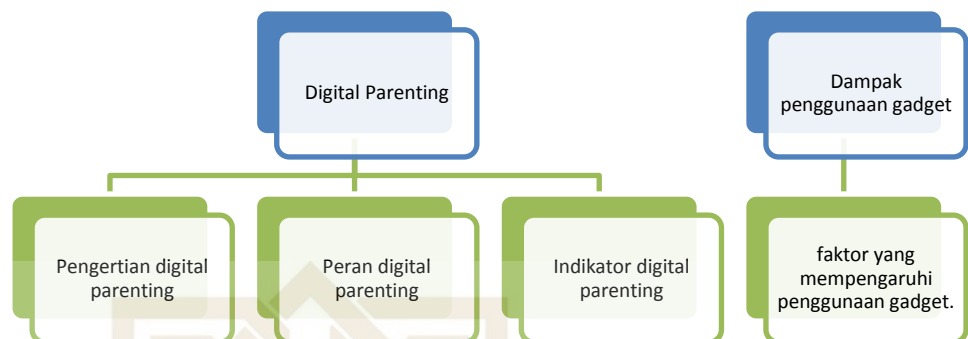 Digital Parenting
Dampak
penggunaan gadget
Pengertian digital
parenting
Peran digital
parenting
Indikator digital
parenting
faktor yang
mempengaruhi
penggunaan gadget.